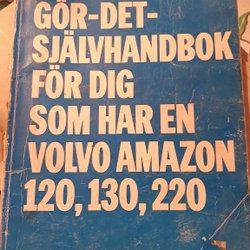 GÖR-DET-
SJÄLVHANDBOK
FÖR DIG
SOM HAR EN
VOLVO AMAZON
120, 130, 220